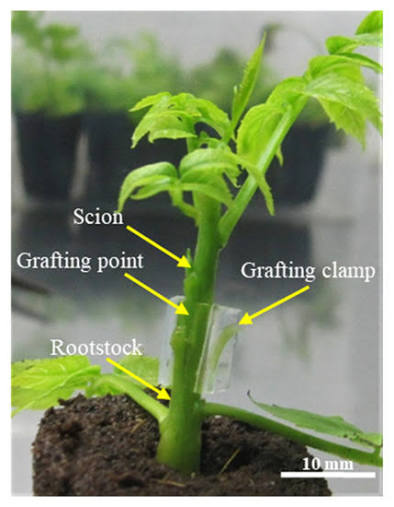 Scion
Grafting point
Grafting clamp
Rootstock
10 mm